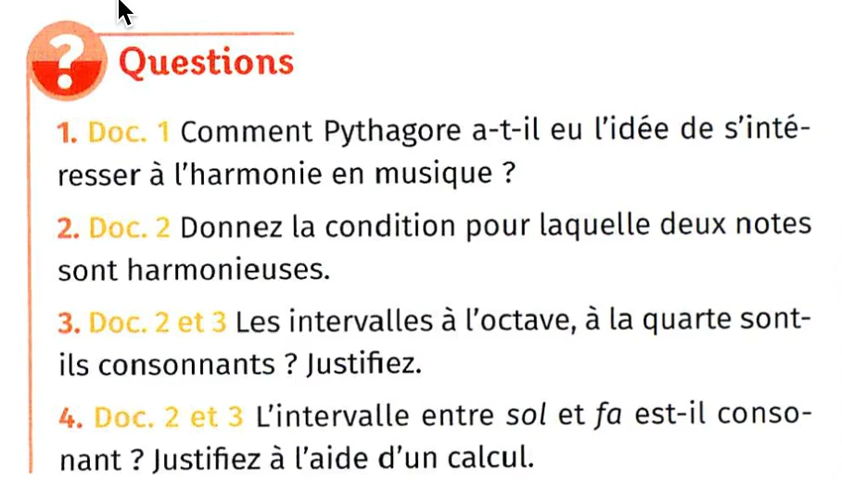 ?
Questions
1. Doc. 1 Comment Pythagore a-t-il eu l'idée de s'inté-
resser à l'harmonie en musique ?
2. Doc. 2 Donnez la condition pour laquelle deux notes
sont harmonieuses.
3. Doc. 2 et 3 Les intervalles à l'octave, à la quarte sont-
ils consonnants ? Justifiez.
4. Doc. 2 et 3 L'intervalle entre sol et fa est-il conso-
nant ? Justifiez à l'aide d'un calcul.